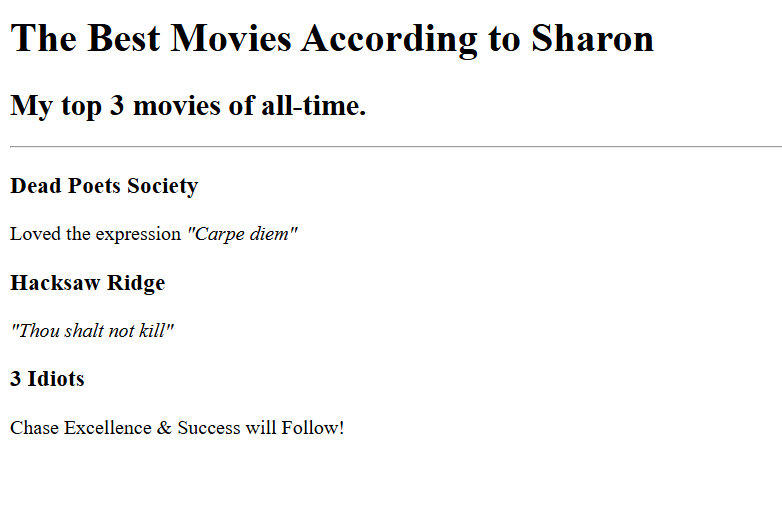 The Best Movies According to Sharon
My top 3 movies of all-time.
Dead Poets Society
Loved the expression "Carpe diem"
Hacksaw Ridge
"Thou shalt not kill"
3 Idiots
Chase Excellence & Success will Follow!